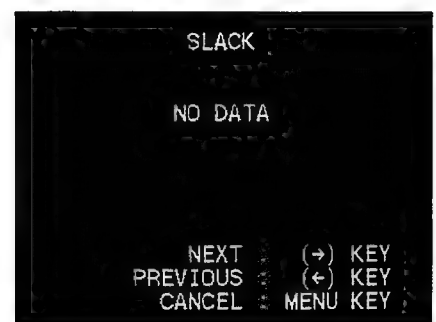 SLACK
NO DATA
NEXT (→) KEY
PREVIOUS (←) KEY
CANCEL MENU KEY